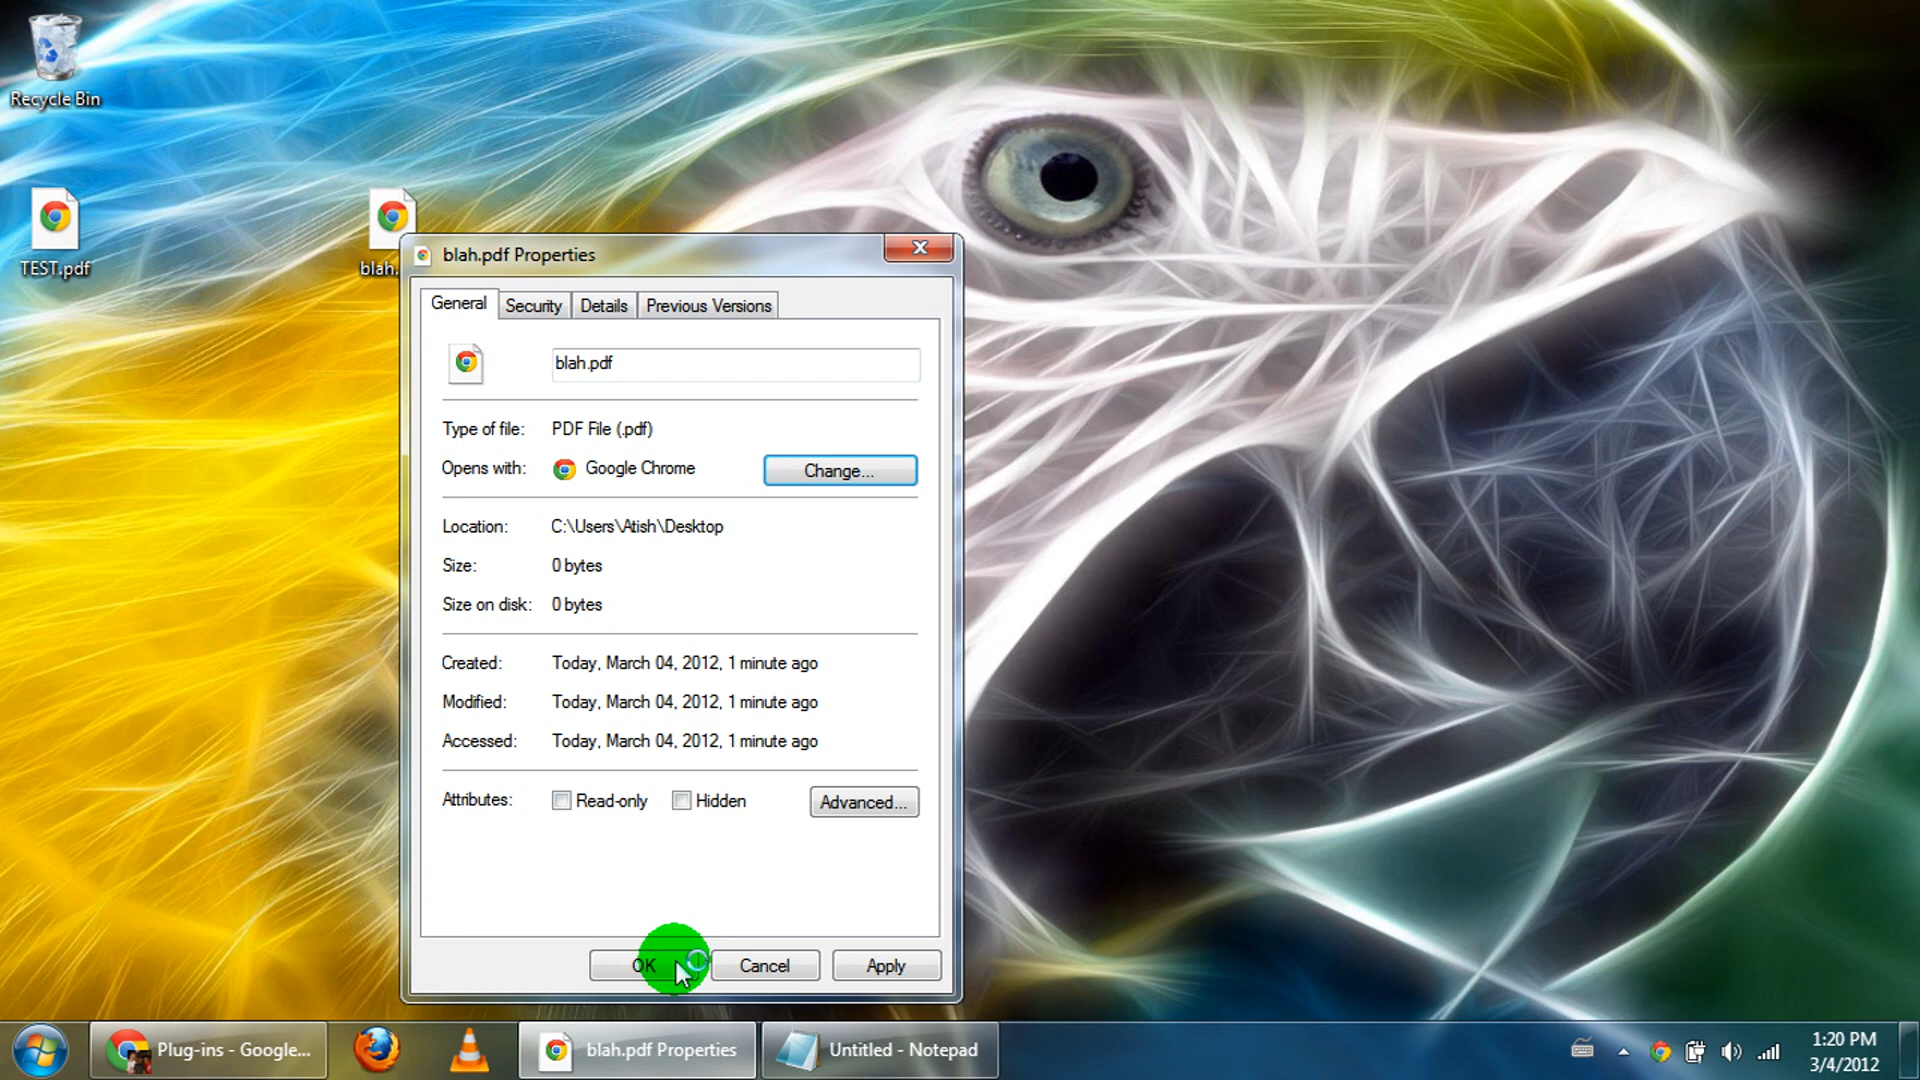 Recycle Bin
TEST.pdf
blah.
blah.pdf Properties
General
Security
Details
Previous Versions
blah.pdf
Type of file: PDF File (.pdf)
Opens with: Google Chrome
Change...
Location: C:\Users\Atish\Desktop
Size: 0 bytes
Size on disk: 0 bytes
Created: Today, March 04, 2012, 1 minute ago
Modified: Today, March 04, 2012, 1 minute ago
Accessed: Today, March 04, 2012, 1 minute ago
Attributes: Read-only Hidden Advanced...
OK Cancel Apply
Plug-ins - Google...
blah.pdf Properties
Untitled - Notepad
1:20 PM
3/4/2012